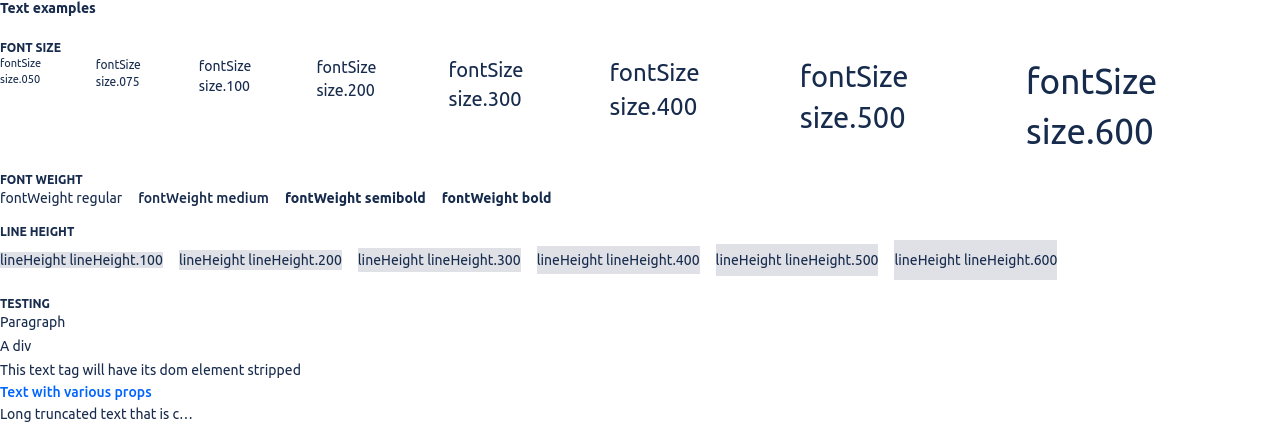 Text examples
FONT SIZE
fontSize
size.050
fontSize
size.075
fontSize
size.100
fontSize
size.200
fontSize
size.300
fontSize
size.400
fontSize
size.500
fontSize
size.600
FONT WEIGHT
fontWeight regular fontWeight medium fontWeight semibold fontWeight bold
LINE HEIGHT
lineHeight lineHeight.100 lineHeight lineHeight.200 lineHeight lineHeight.300 lineHeight lineHeight.400 lineHeight lineHeight.500 lineHeight lineHeight.600
TESTING
Paragraph
A div
This text tag will have its dom element stripped
Text with various props
Long truncated text that is c…